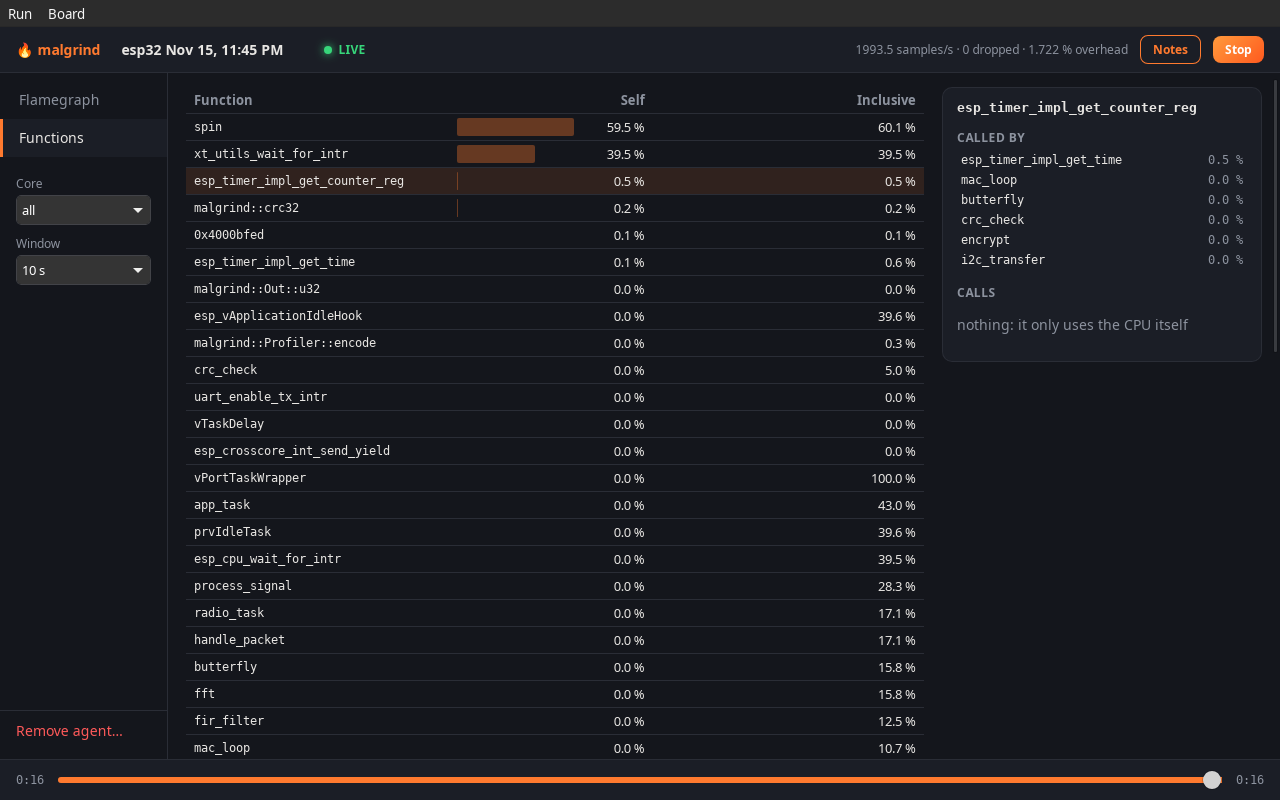 Run Board
🔥 malgrind esp32 Nov 15, 11:45 PM LIVE 1993.5 samples/s · 0 dropped · 1.722 % overhead Notes Stop
Flamegraph
Functions
Core
all
Window
10 s
Remove agent...
Function Self Inclusive
spin 59.5 % 60.1 %
xt_utils_wait_for_intr 39.5 % 39.5 %
esp_timer_impl_get_counter_reg 0.5 % 0.5 %
malgrind::crc32 0.2 % 0.2 %
0x4000bfed 0.1 % 0.1 %
esp_timer_impl_get_time 0.1 % 0.6 %
malgrind::Out::u32 0.0 % 0.0 %
esp_vApplicationIdleHook 0.0 % 39.6 %
malgrind::Profiler::encode 0.0 % 0.3 %
crc_check 0.0 % 5.0 %
uart_enable_tx_intr 0.0 % 0.0 %
vTaskDelay 0.0 % 0.0 %
esp_crosscore_int_send_yield 0.0 % 0.0 %
vPortTaskWrapper 0.0 % 100.0 %
app_task 0.0 % 43.0 %
prvIdleTask 0.0 % 39.6 %
esp_cpu_wait_for_intr 0.0 % 39.5 %
process_signal 0.0 % 28.3 %
radio_task 0.0 % 17.1 %
handle_packet 0.0 % 17.1 %
butterfly 0.0 % 15.8 %
fft 0.0 % 15.8 %
fir_filter 0.0 % 12.5 %
mac_loop 0.0 % 10.7 %
esp_timer_impl_get_counter_reg
CALLED BY
esp_timer_impl_get_time 0.5 %
mac_loop 0.0 %
butterfly 0.0 %
crc_check 0.0 %
encrypt 0.0 %
i2c_transfer 0.0 %
CALLS
nothing: it only uses the CPU itself
0:16 0:16